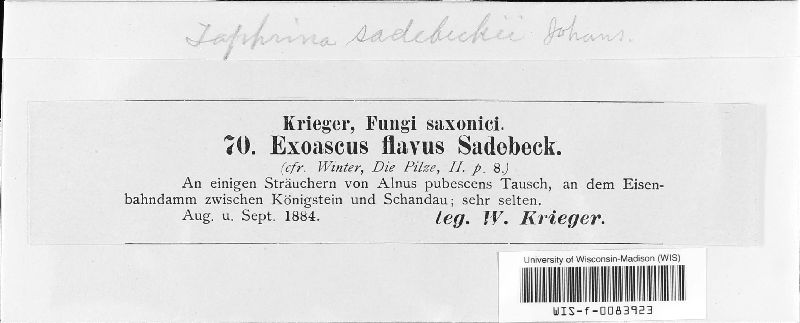 Taphrina sadebeckii Johans.
Krieger, Fungi saxonici.
70. Exoascus flavus Sadebeck.
(cfr. Winter, Die Pilze, II. p. 8.)
An einigen Sträuchern von Alnus pubescens Tausch, an dem Eisen-
bahndamm zwischen Königstein und Schandau; sehr selten.
Aug. u. Sept. 1884. leg. W. Krieger.
University of Wisconsin-Madison (WIS)
WIS-f-0083923